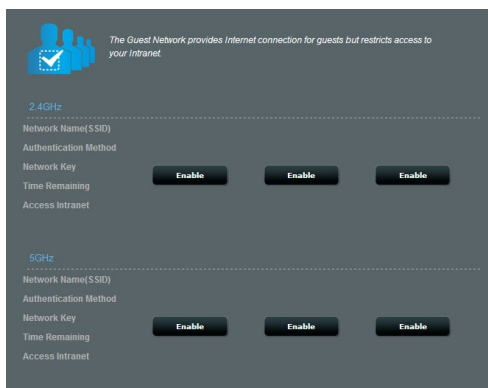 The Guest Network provides Internet connection for guests but restricts access to
your Intranet.
2.4GHz
Network Name(SSID)
Authentication Method
Network Key
Time Remaining
Access Intranet
Enable Enable Enable
5GHz
Network Name(SSID)
Authentication Method
Network Key
Time Remaining
Access Intranet
Enable Enable Enable